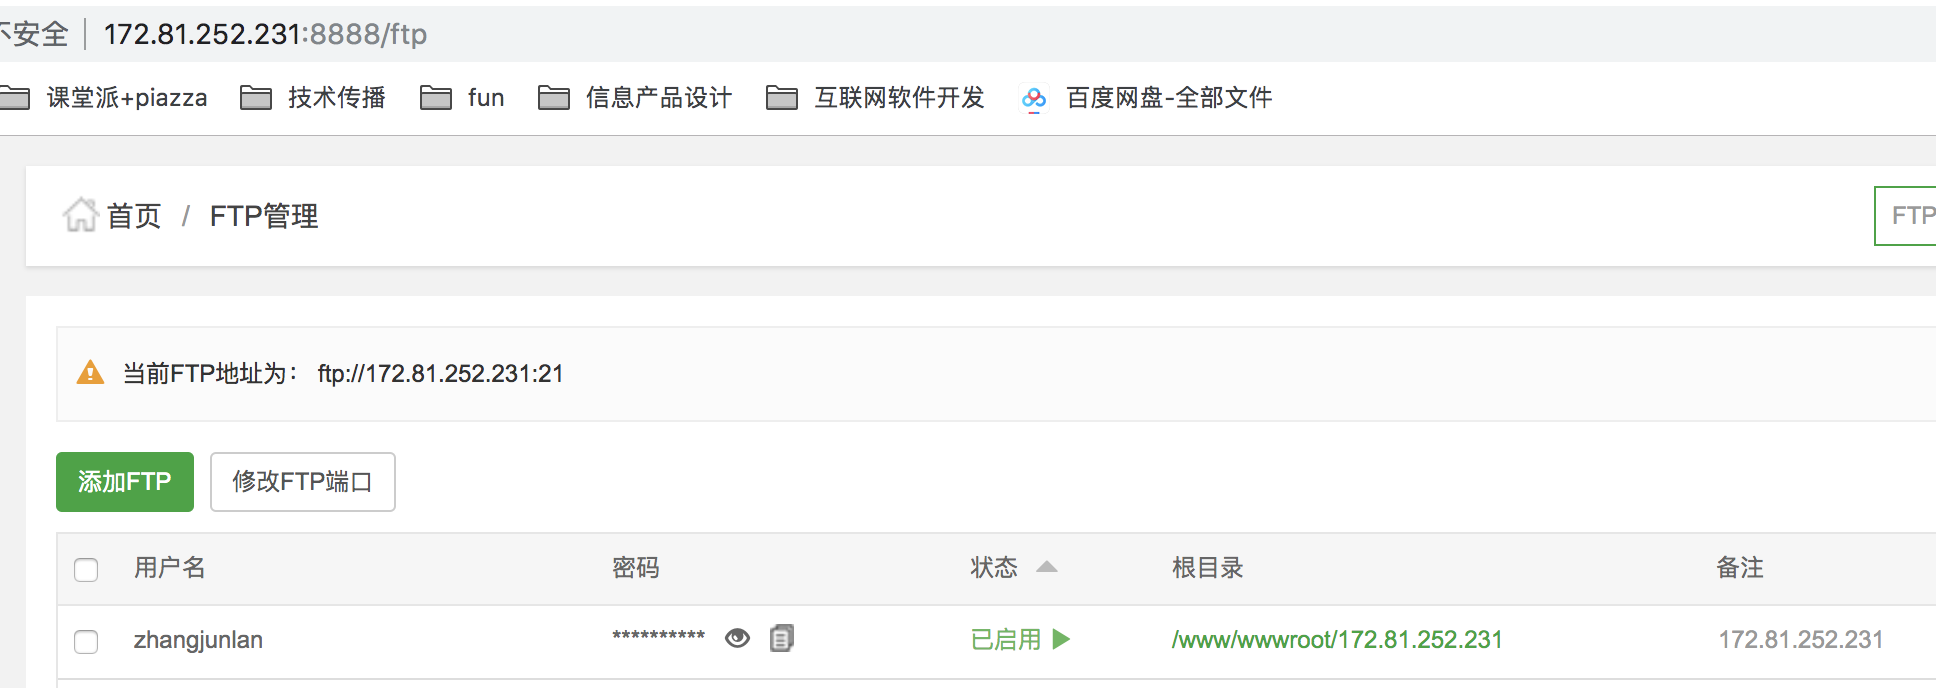 不安全 172.81.252.231:8888/ftp
课堂派+piazza 技术传播 fun 信息产品设计 互联网软件开发 百度网盘-全部文件
首页 / FTP管理 FTP
当前FTP地址为： ftp://172.81.252.231:21
添加FTP 修改FTP端口
用户名 密码 状态 根目录 备注
zhangjunlan ********** 已启用 /www/wwwroot/172.81.252.231 172.81.252.231